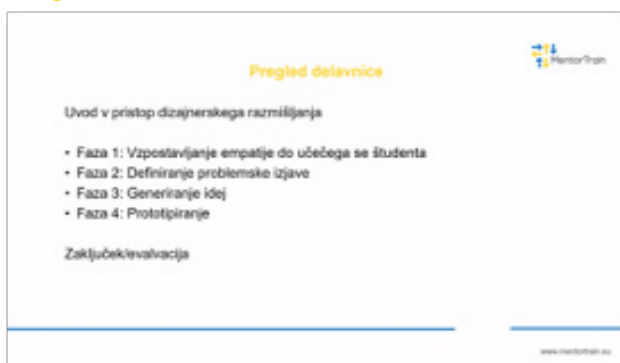 Pregled delavnice
MentorTrain
Uvod v pristop dizajnerskega razmišljanja
• Faza 1: Vzpostavljanje empatije do učečega se študenta
• Faza 2: Definiranje problemske izjave
• Faza 3: Generiranje idej
• Faza 4: Prototipiranje
Zaključek/evalvacija
www.mentortrain.eu